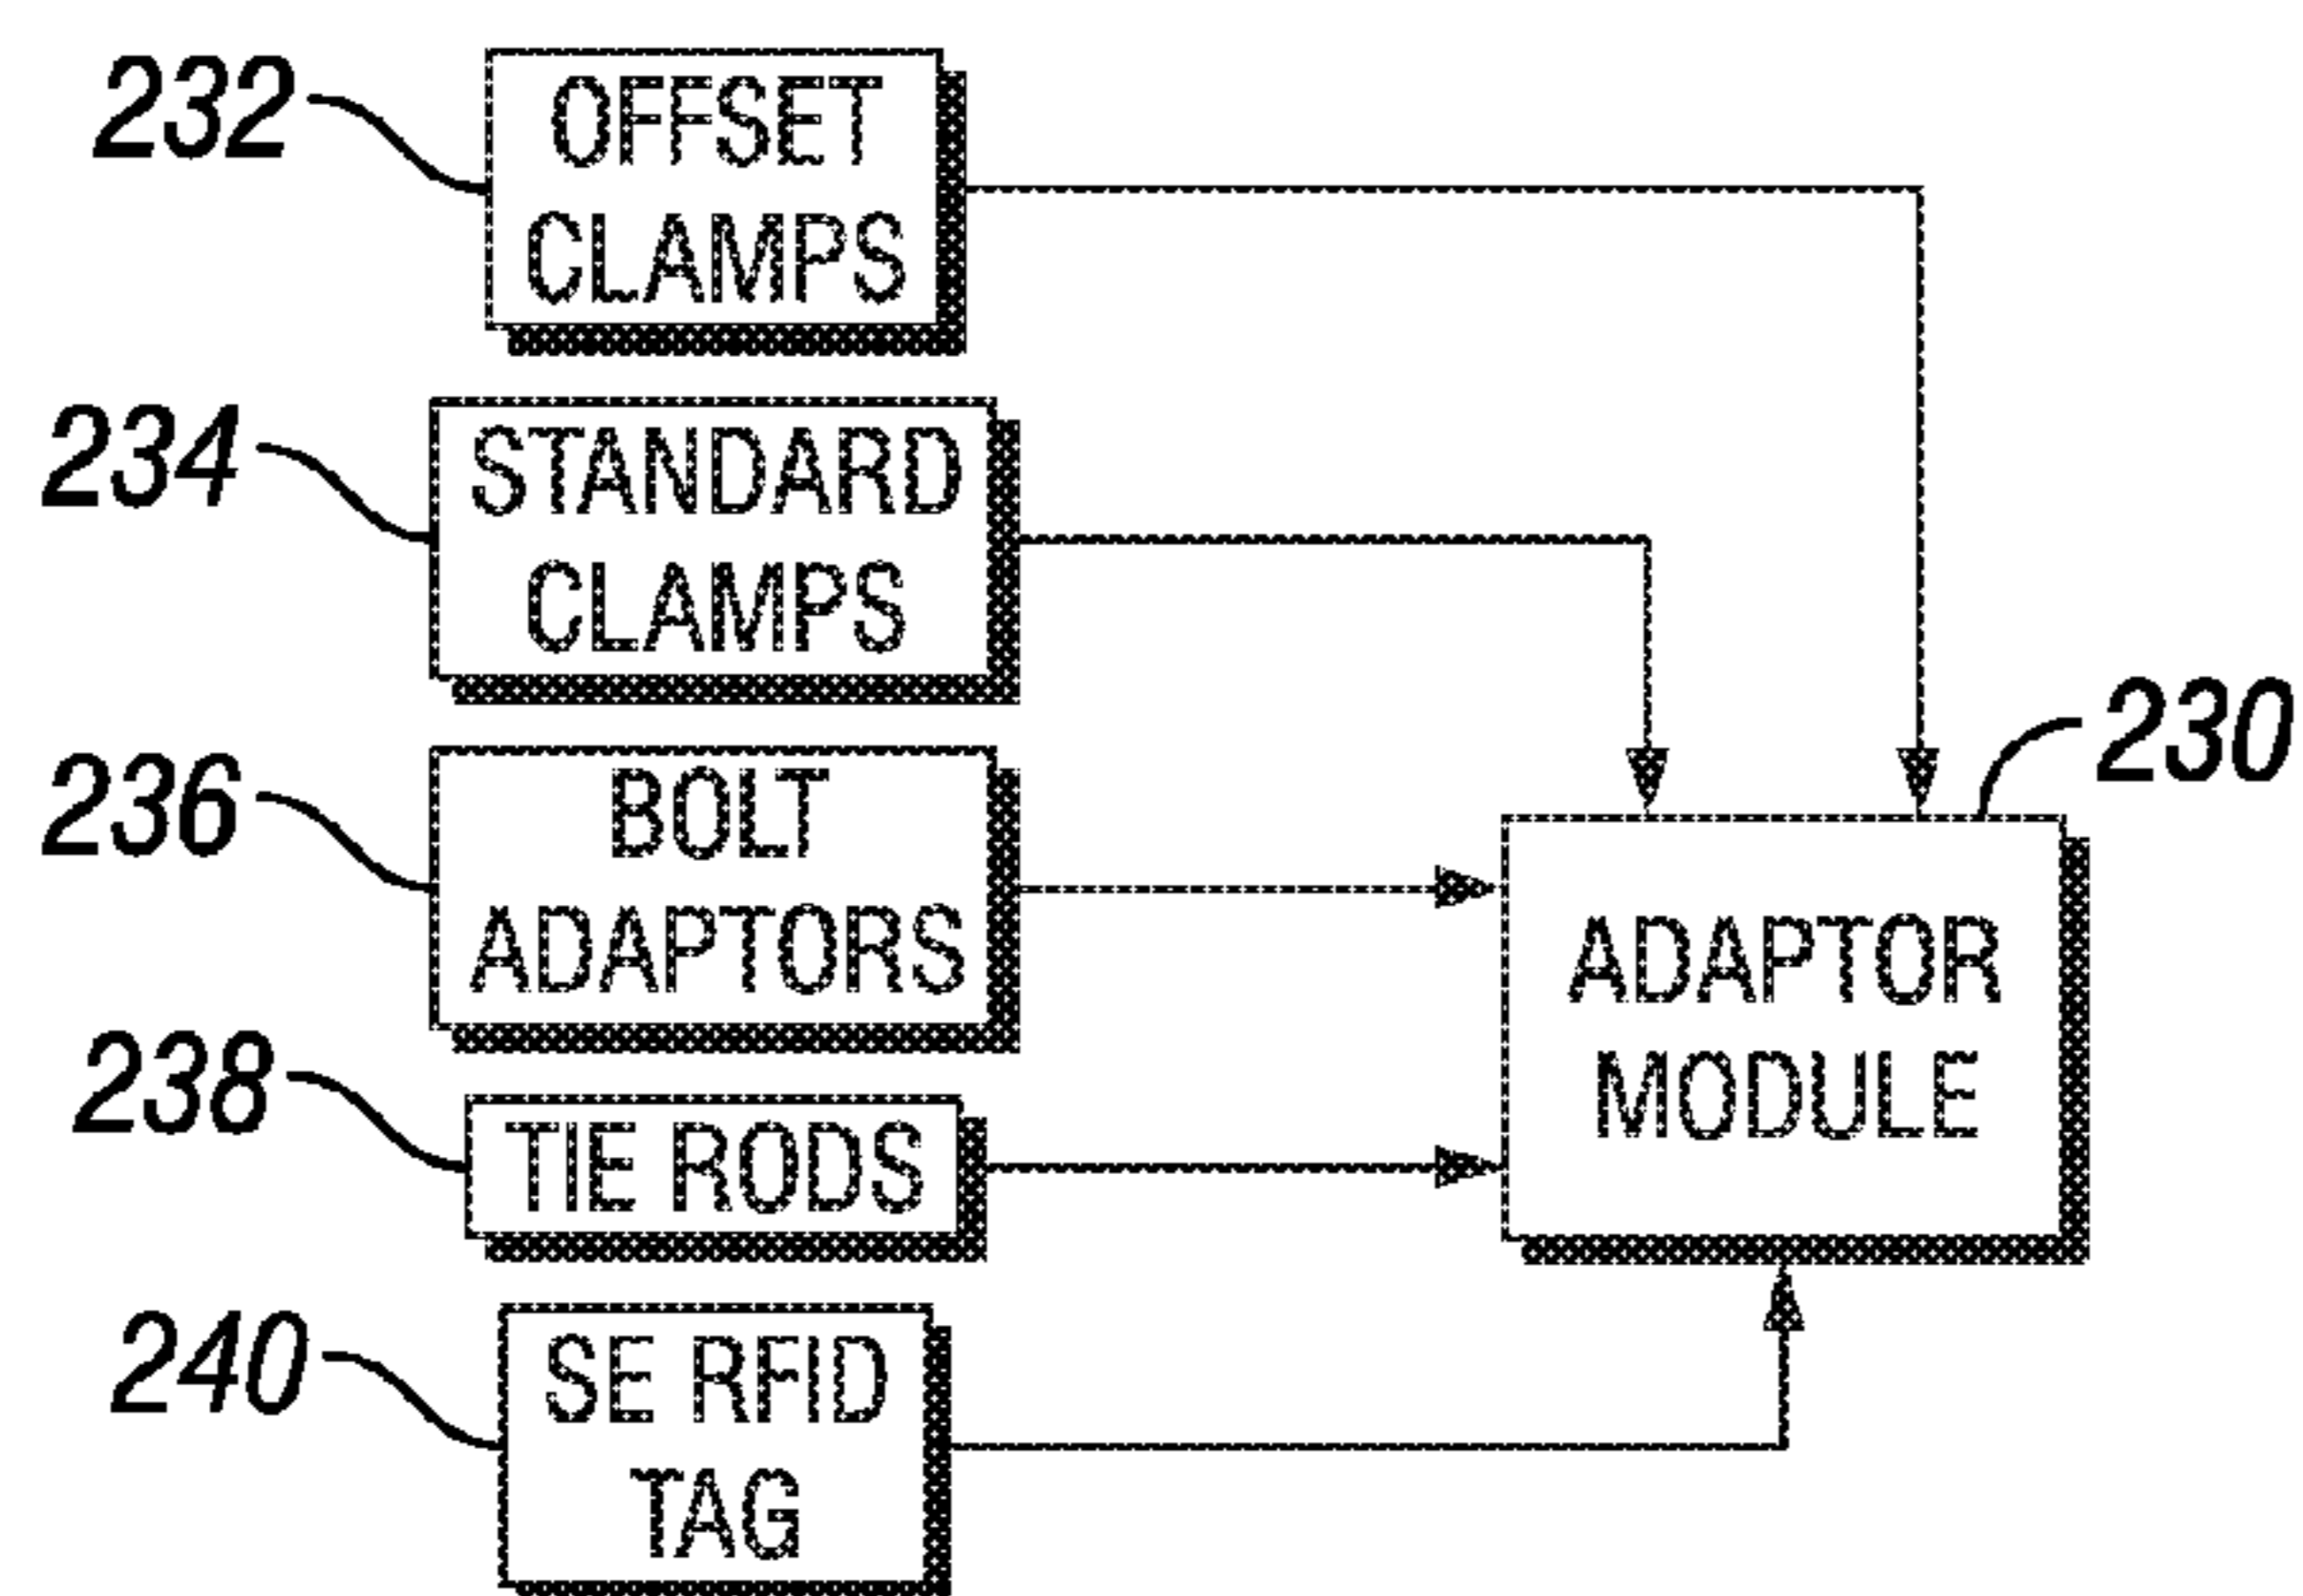 232
OFFSET
CLAMPS
234
STANDARD
CLAMPS
236
BOLT
ADAPTORS
230
ADAPTOR
MODULE
238
TIE RODS
240
SE RFID
TAG